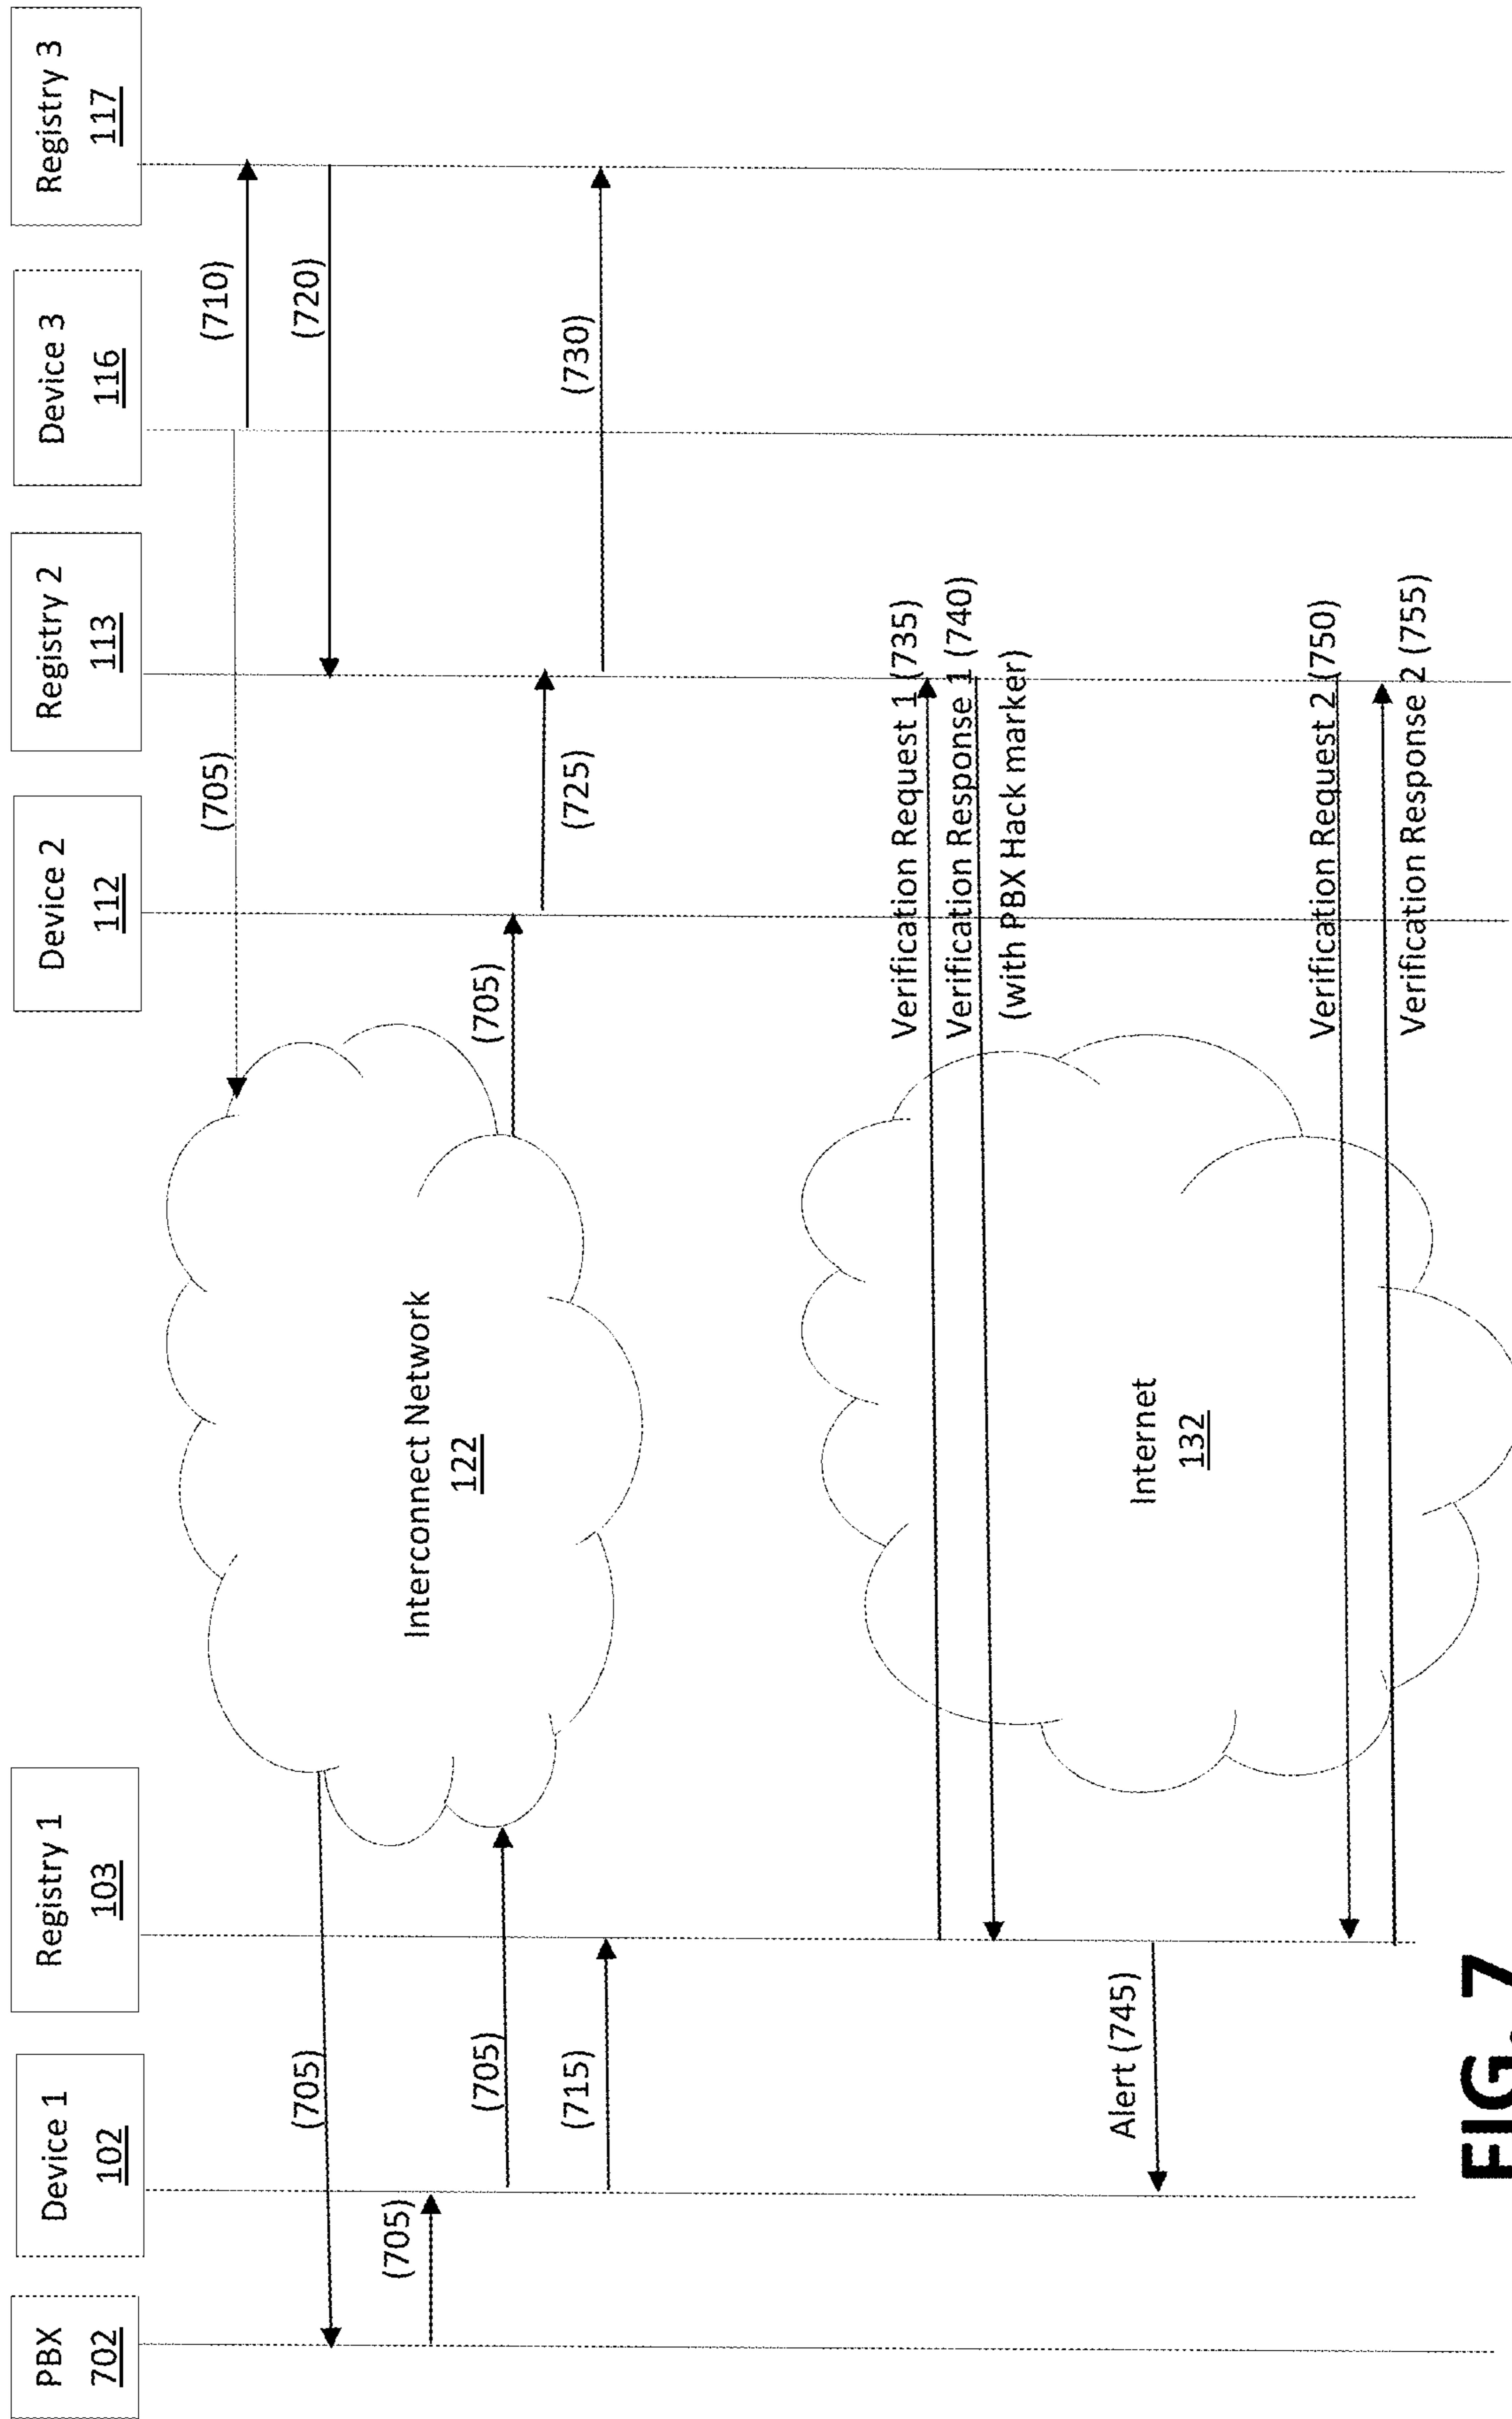 PBX
702
Device 1
102
Registry 1
103
Device 2
112
Registry 2
113
Device 3
116
Registry 3
117
(705)
(710)
(720)
(705)
(705)
Interconnect Network
122
(705)
(705)
(715)
(725)
(730)
Verification Request 1 (735)
Verification Response 1 (740)
(with PBX Hack marker)
Alert (745)
Internet
132
Verification Request 2 (750)
Verification Response 2 (755)
FIG. 7